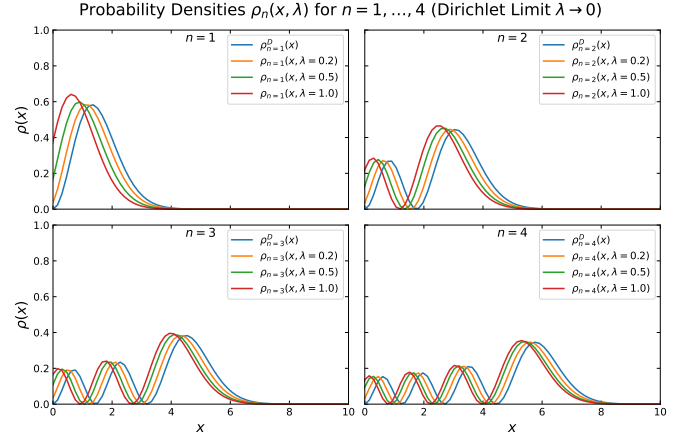 Probability Densities ρₙ(x, λ) for n = 1, …, 4 (Dirichlet Limit λ → 0)
n = 1
ρᴰₙ₌₁(x)
ρₙ₌₁(x, λ = 0.2)
ρₙ₌₁(x, λ = 0.5)
ρₙ₌₁(x, λ = 1.0)
ρ(x)
1.0
0.8
0.6
0.4
0.2
0.0
n = 2
ρᴰₙ₌₂(x)
ρₙ₌₂(x, λ = 0.2)
ρₙ₌₂(x, λ = 0.5)
ρₙ₌₂(x, λ = 1.0)
n = 3
ρᴰₙ₌₃(x)
ρₙ₌₃(x, λ = 0.2)
ρₙ₌₃(x, λ = 0.5)
ρₙ₌₃(x, λ = 1.0)
ρ(x)
1.0
0.8
0.6
0.4
0.2
0.0
0 2 4 6 8 10
x
n = 4
ρᴰₙ₌₄(x)
ρₙ₌₄(x, λ = 0.2)
ρₙ₌₄(x, λ = 0.5)
ρₙ₌₄(x, λ = 1.0)
0 2 4 6 8 10
x